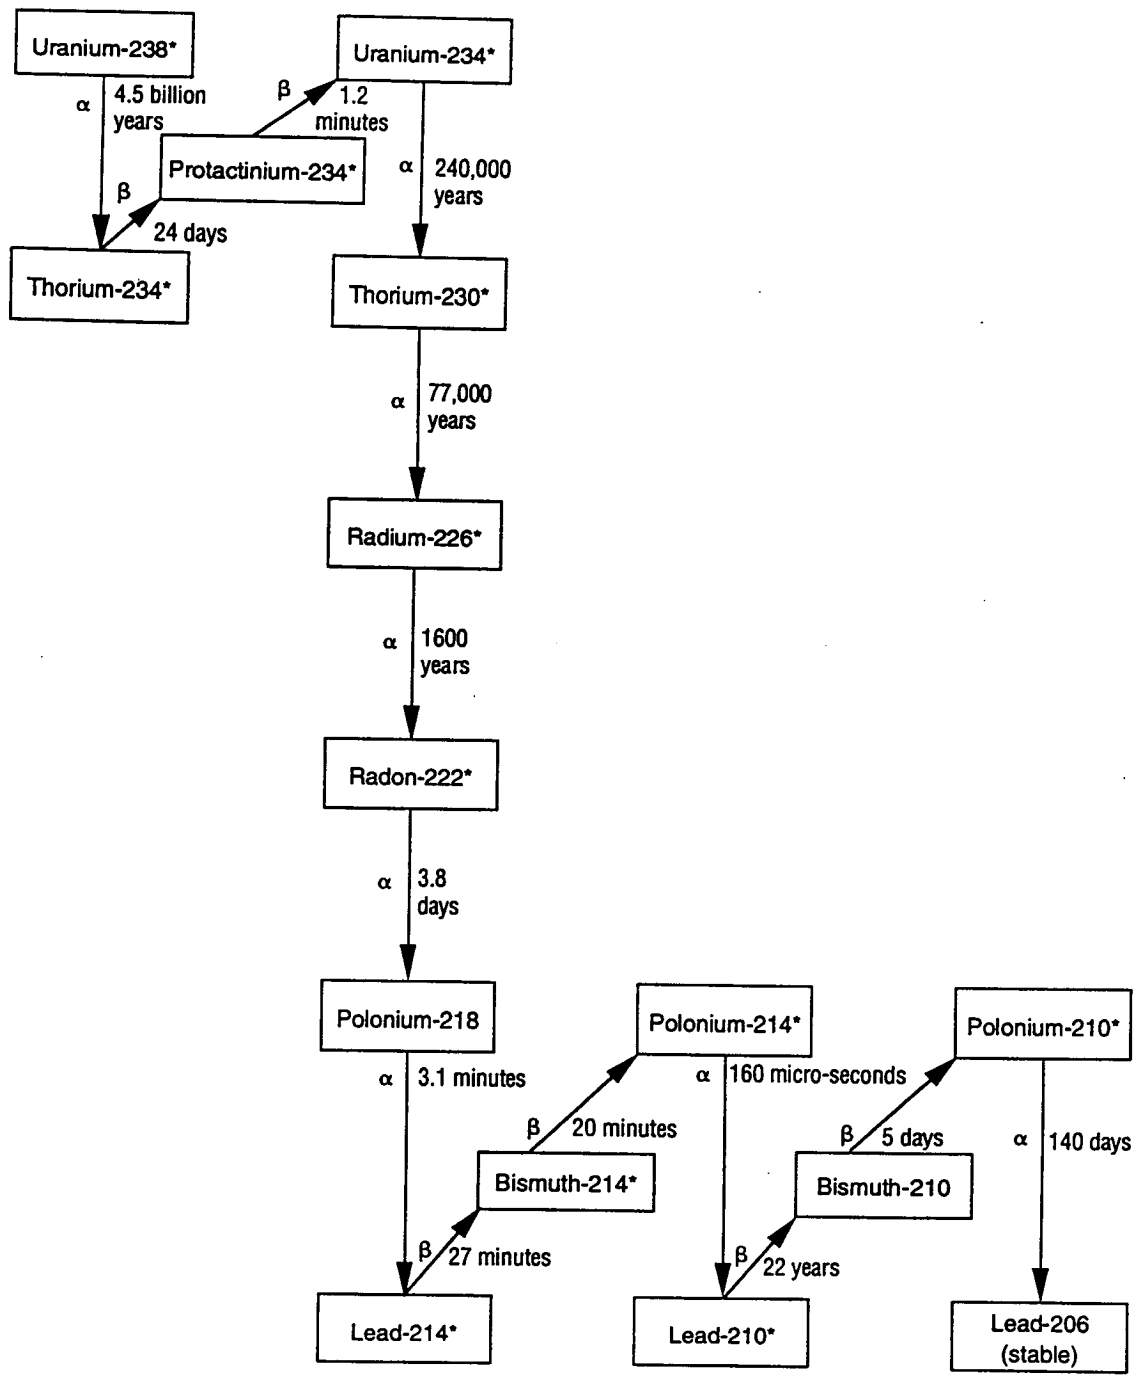 Uranium-238*
Uranium-234*
α
4.5 billion
years
β
1.2
minutes
Protactinium-234*
α
240,000
years
β
24 days
Thorium-234*
Thorium-230*
α
77,000
years
Radium-226*
α
1600
years
Radon-222*
α
3.8
days
Polonium-218
Polonium-214*
Polonium-210*
α
3.1 minutes
α
160 micro-seconds
β
20 minutes
β
5 days
α
140 days
Bismuth-214*
Bismuth-210
β
27 minutes
β
22 years
Lead-214*
Lead-210*
Lead-206
(stable)